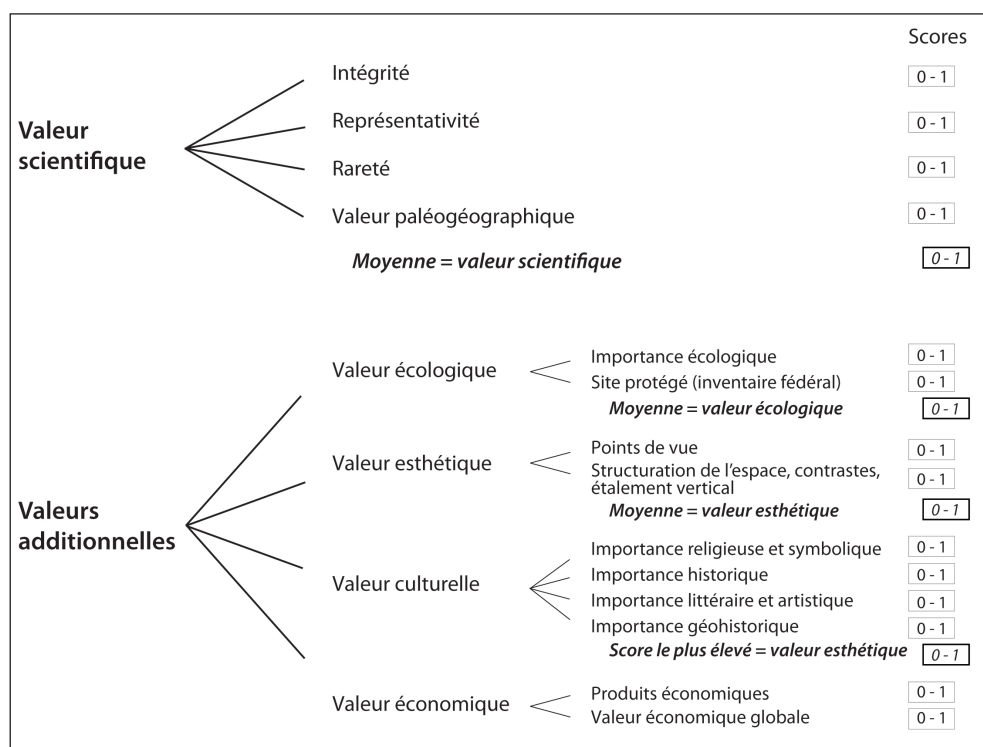 Scores
Intégrité 0 - 1
Valeur
scientifique
Représentativité 0 - 1
Rareté 0 - 1
Valeur paléogéographique 0 - 1
Moyenne = valeur scientifique 0 - 1
Valeurs
additionnelles
Valeur écologique
Importance écologique 0 - 1
Site protégé (inventaire fédéral) 0 - 1
Moyenne = valeur écologique 0 - 1
Valeur esthétique
Points de vue 0 - 1
Structuration de l'espace, contrastes,
étalement vertical 0 - 1
Moyenne = valeur esthétique 0 - 1
Valeur culturelle
Importance religieuse et symbolique 0 - 1
Importance historique 0 - 1
Importance littéraire et artistique 0 - 1
Importance géohistorique 0 - 1
Score le plus élevé = valeur esthétique 0 - 1
Valeur économique
Produits économiques 0 - 1
Valeur économique globale 0 - 1